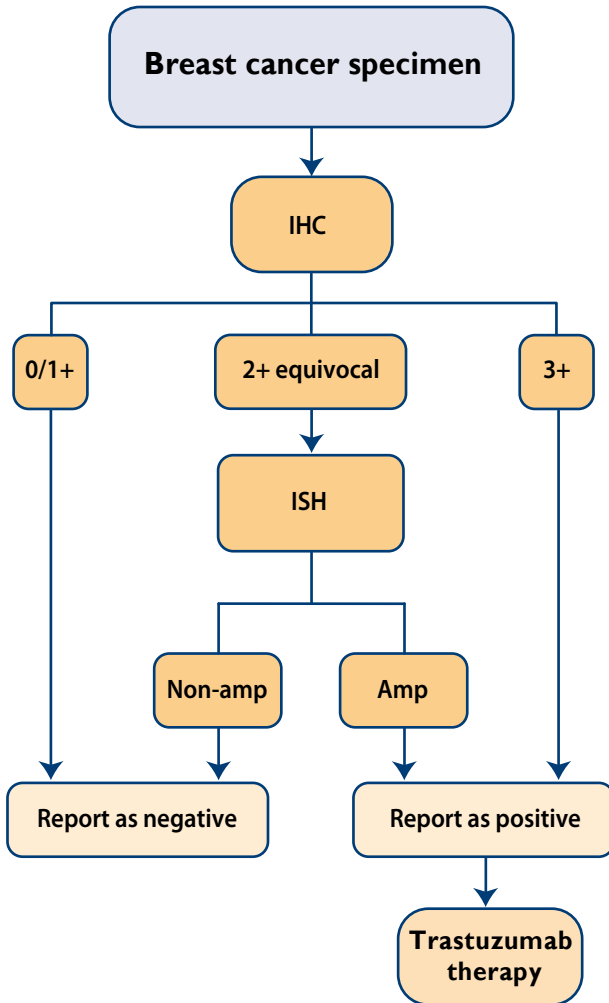 Breast cancer specimen
IHC
0/1+
2+ equivocal
3+
ISH
Non-amp
Amp
Report as negative
Report as positive
Trastuzumab
therapy